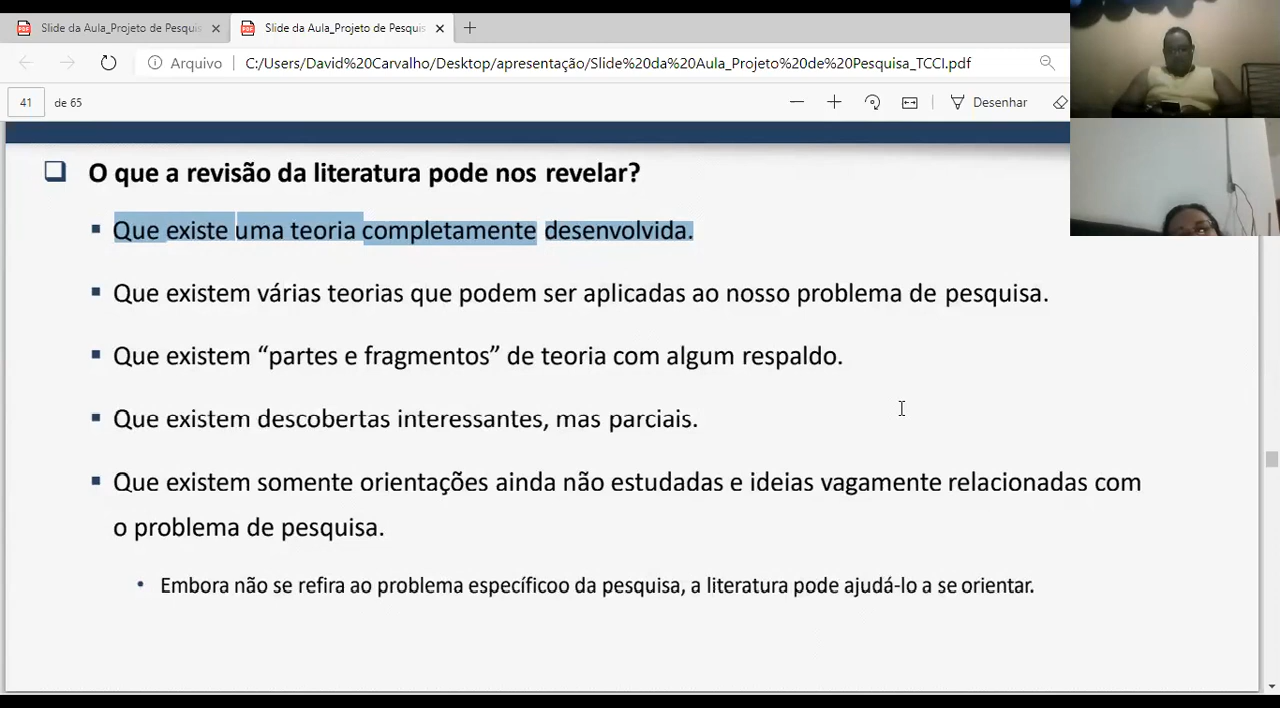 Slide da Aula_Projeto de Pesquis
Slide da Aula_Projeto de Pesquis
Arquivo
C:/Users/David%20Carvalho/Desktop/apresentação/Slide%20da%20Aula_Projeto%20de%20Pesquisa_TCCI.pdf
41 de 65
Desenhar
O que a revisão da literatura pode nos revelar?
Que existe uma teoria completamente desenvolvida.
Que existem várias teorias que podem ser aplicadas ao nosso problema de pesquisa.
Que existem “partes e fragmentos” de teoria com algum respaldo.
Que existem descobertas interessantes, mas parciais.
Que existem somente orientações ainda não estudadas e ideias vagamente relacionadas com
o problema de pesquisa.
Embora não se refira ao problema específicoo da pesquisa, a literatura pode ajudá-lo a se orientar.